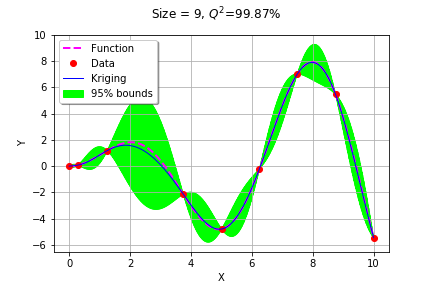 Size = 9, Q²=99.87%
Function
Data
Kriging
95% bounds
10
8
6
4
2
0
−2
−4
−6
Y
0 2 4 6 8 10
X